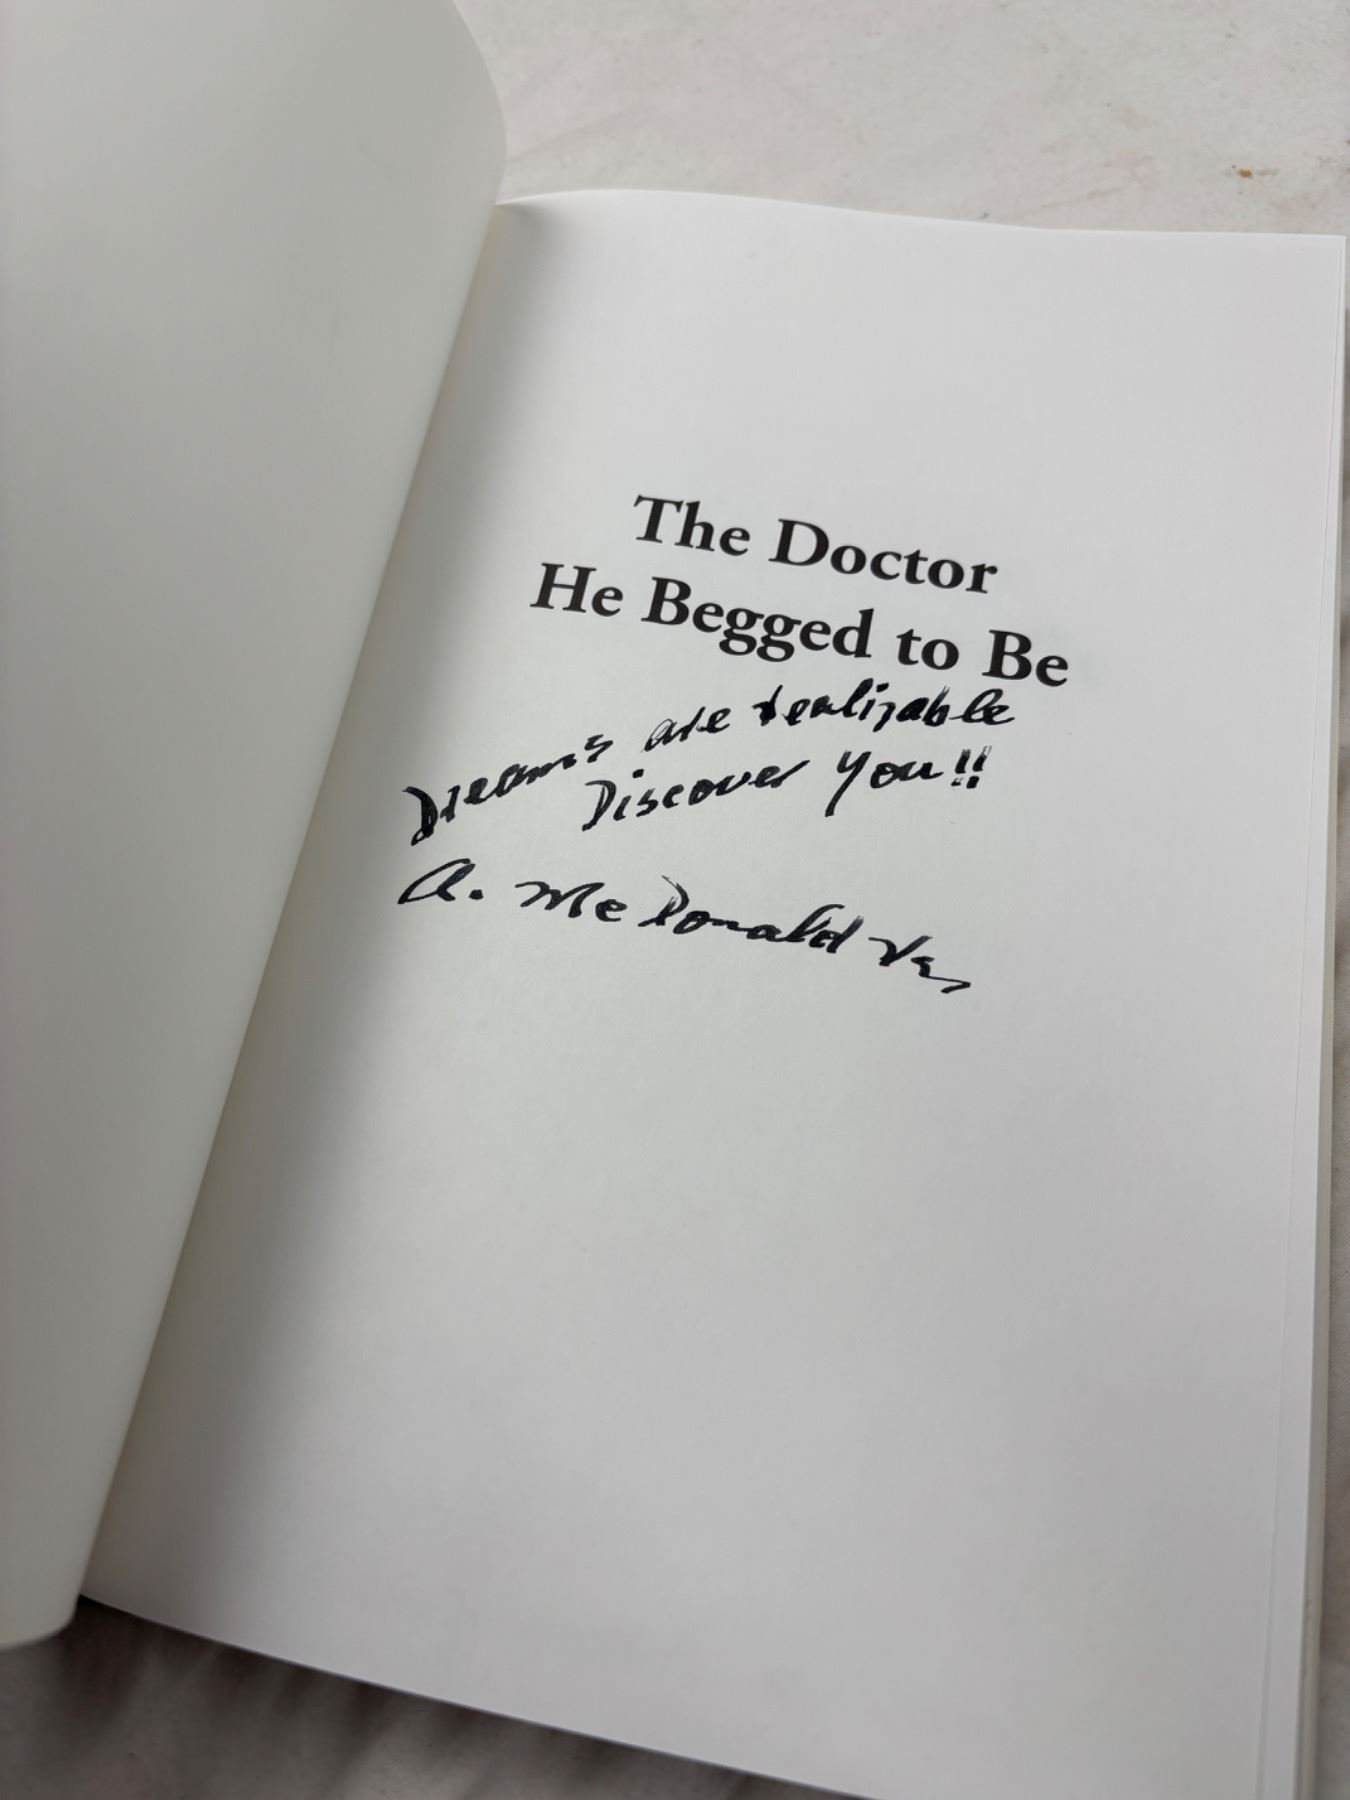 The Doctor
He Begged to Be
Dreams are realizable
Discover You!!
A. McDonald